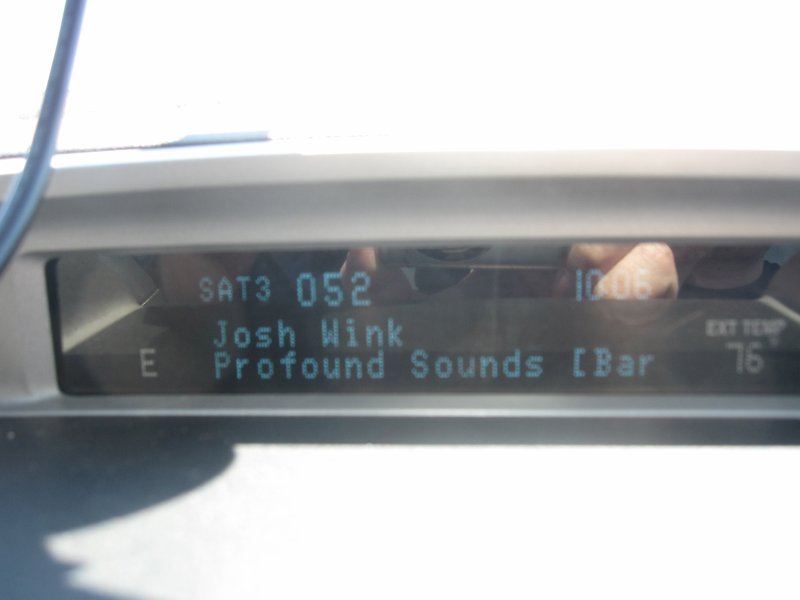 SAT3 052 10:06
Josh Wink
EXT TEMP
E Profound Sounds [Bar 76°